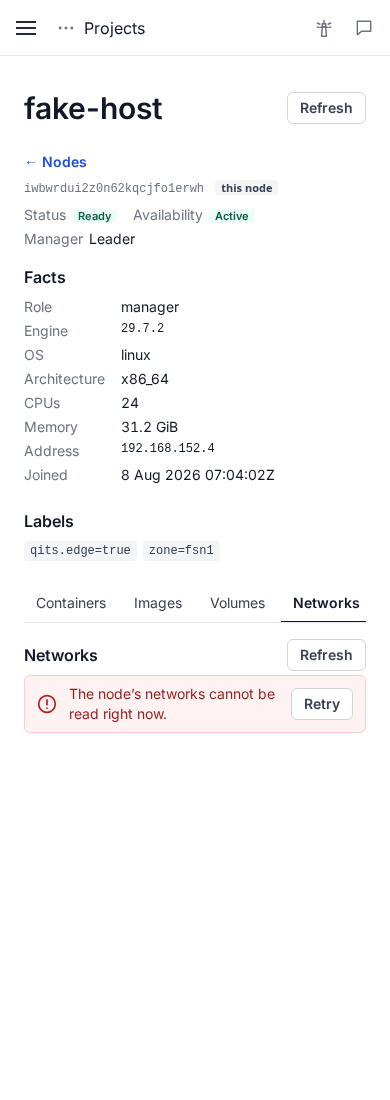 Projects
fake-host
Refresh
← Nodes
iwbwrdui2z0n62kqcjfo1erwh this node
Status Ready Availability Active
Manager Leader
Facts
Role manager
Engine 29.7.2
OS linux
Architecture x86_64
CPUs 24
Memory 31.2 GiB
Address 192.168.152.4
Joined 8 Aug 2026 07:04:02Z
Labels
qits.edge=true zone=fsn1
Containers Images Volumes Networks
Networks Refresh
The node’s networks cannot be
read right now.
Retry